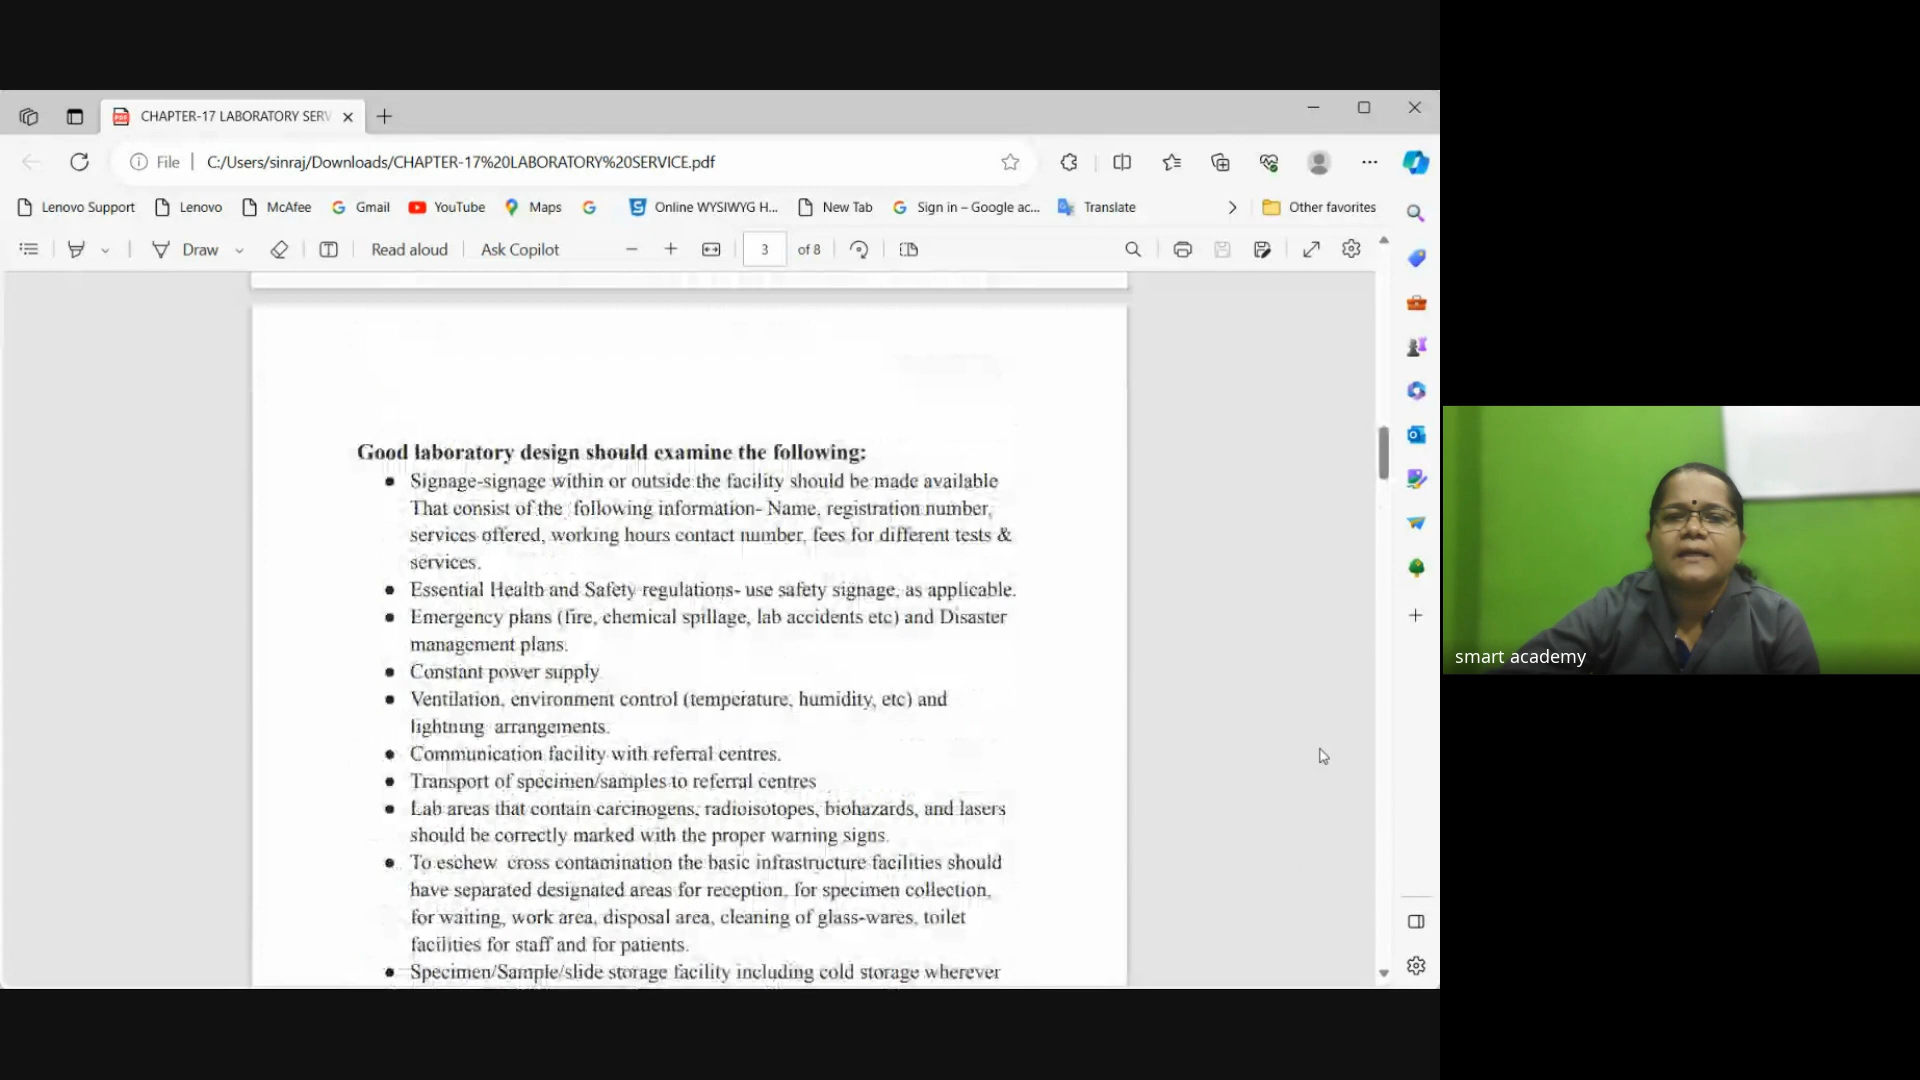 CHAPTER-17 LABORATORY SERV
File
C:/Users/sinraj/Downloads/CHAPTER-17%20LABORATORY%20SERVICE.pdf
Lenovo Support
Lenovo
McAfee
Gmail
YouTube
Maps
Online WYSIWYG H...
New Tab
Sign in – Google ac...
Translate
Other favorites
Draw
Read aloud
Ask Copilot
3
of 8
Good laboratory design should examine the following:
Signage-signage within or outside the facility should be made available
That consist of the following information- Name, registration number,
services offered, working hours contact number, fees for different tests &
services.
Essential Health and Safety regulations- use safety signage, as applicable.
Emergency plans (fire, chemical spillage, lab accidents etc) and Disaster
management plans.
Constant power supply
Ventilation, environment control (temperature, humidity, etc) and
lightning arrangements.
Communication facility with referral centres.
Transport of specimen/samples to referral centres
Lab areas that contain carcinogens, radioisotopes, biohazards, and lasers
should be correctly marked with the proper warning signs.
To eschew cross contamination the basic infrastructure facilities should
have separated designated areas for reception, for specimen collection,
for waiting, work area, disposal area, cleaning of glass-wares, toilet
facilities for staff and for patients.
Specimen/Sample/slide storage facility including cold storage wherever
smart academy